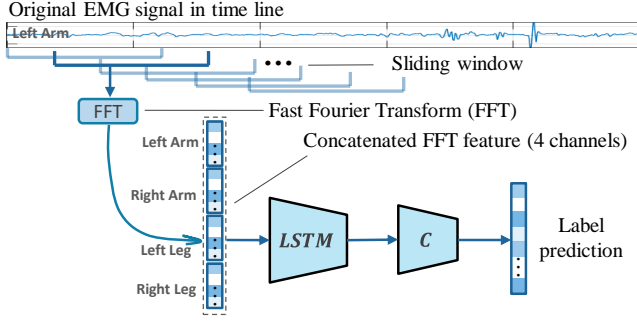 Original EMG signal in time line
Left Arm
Sliding window
FFT
Fast Fourier Transform (FFT)
Left Arm
Concatenated FFT feature (4 channels)
Right Arm
LSTM
C
Label
prediction
Left Leg
Right Leg